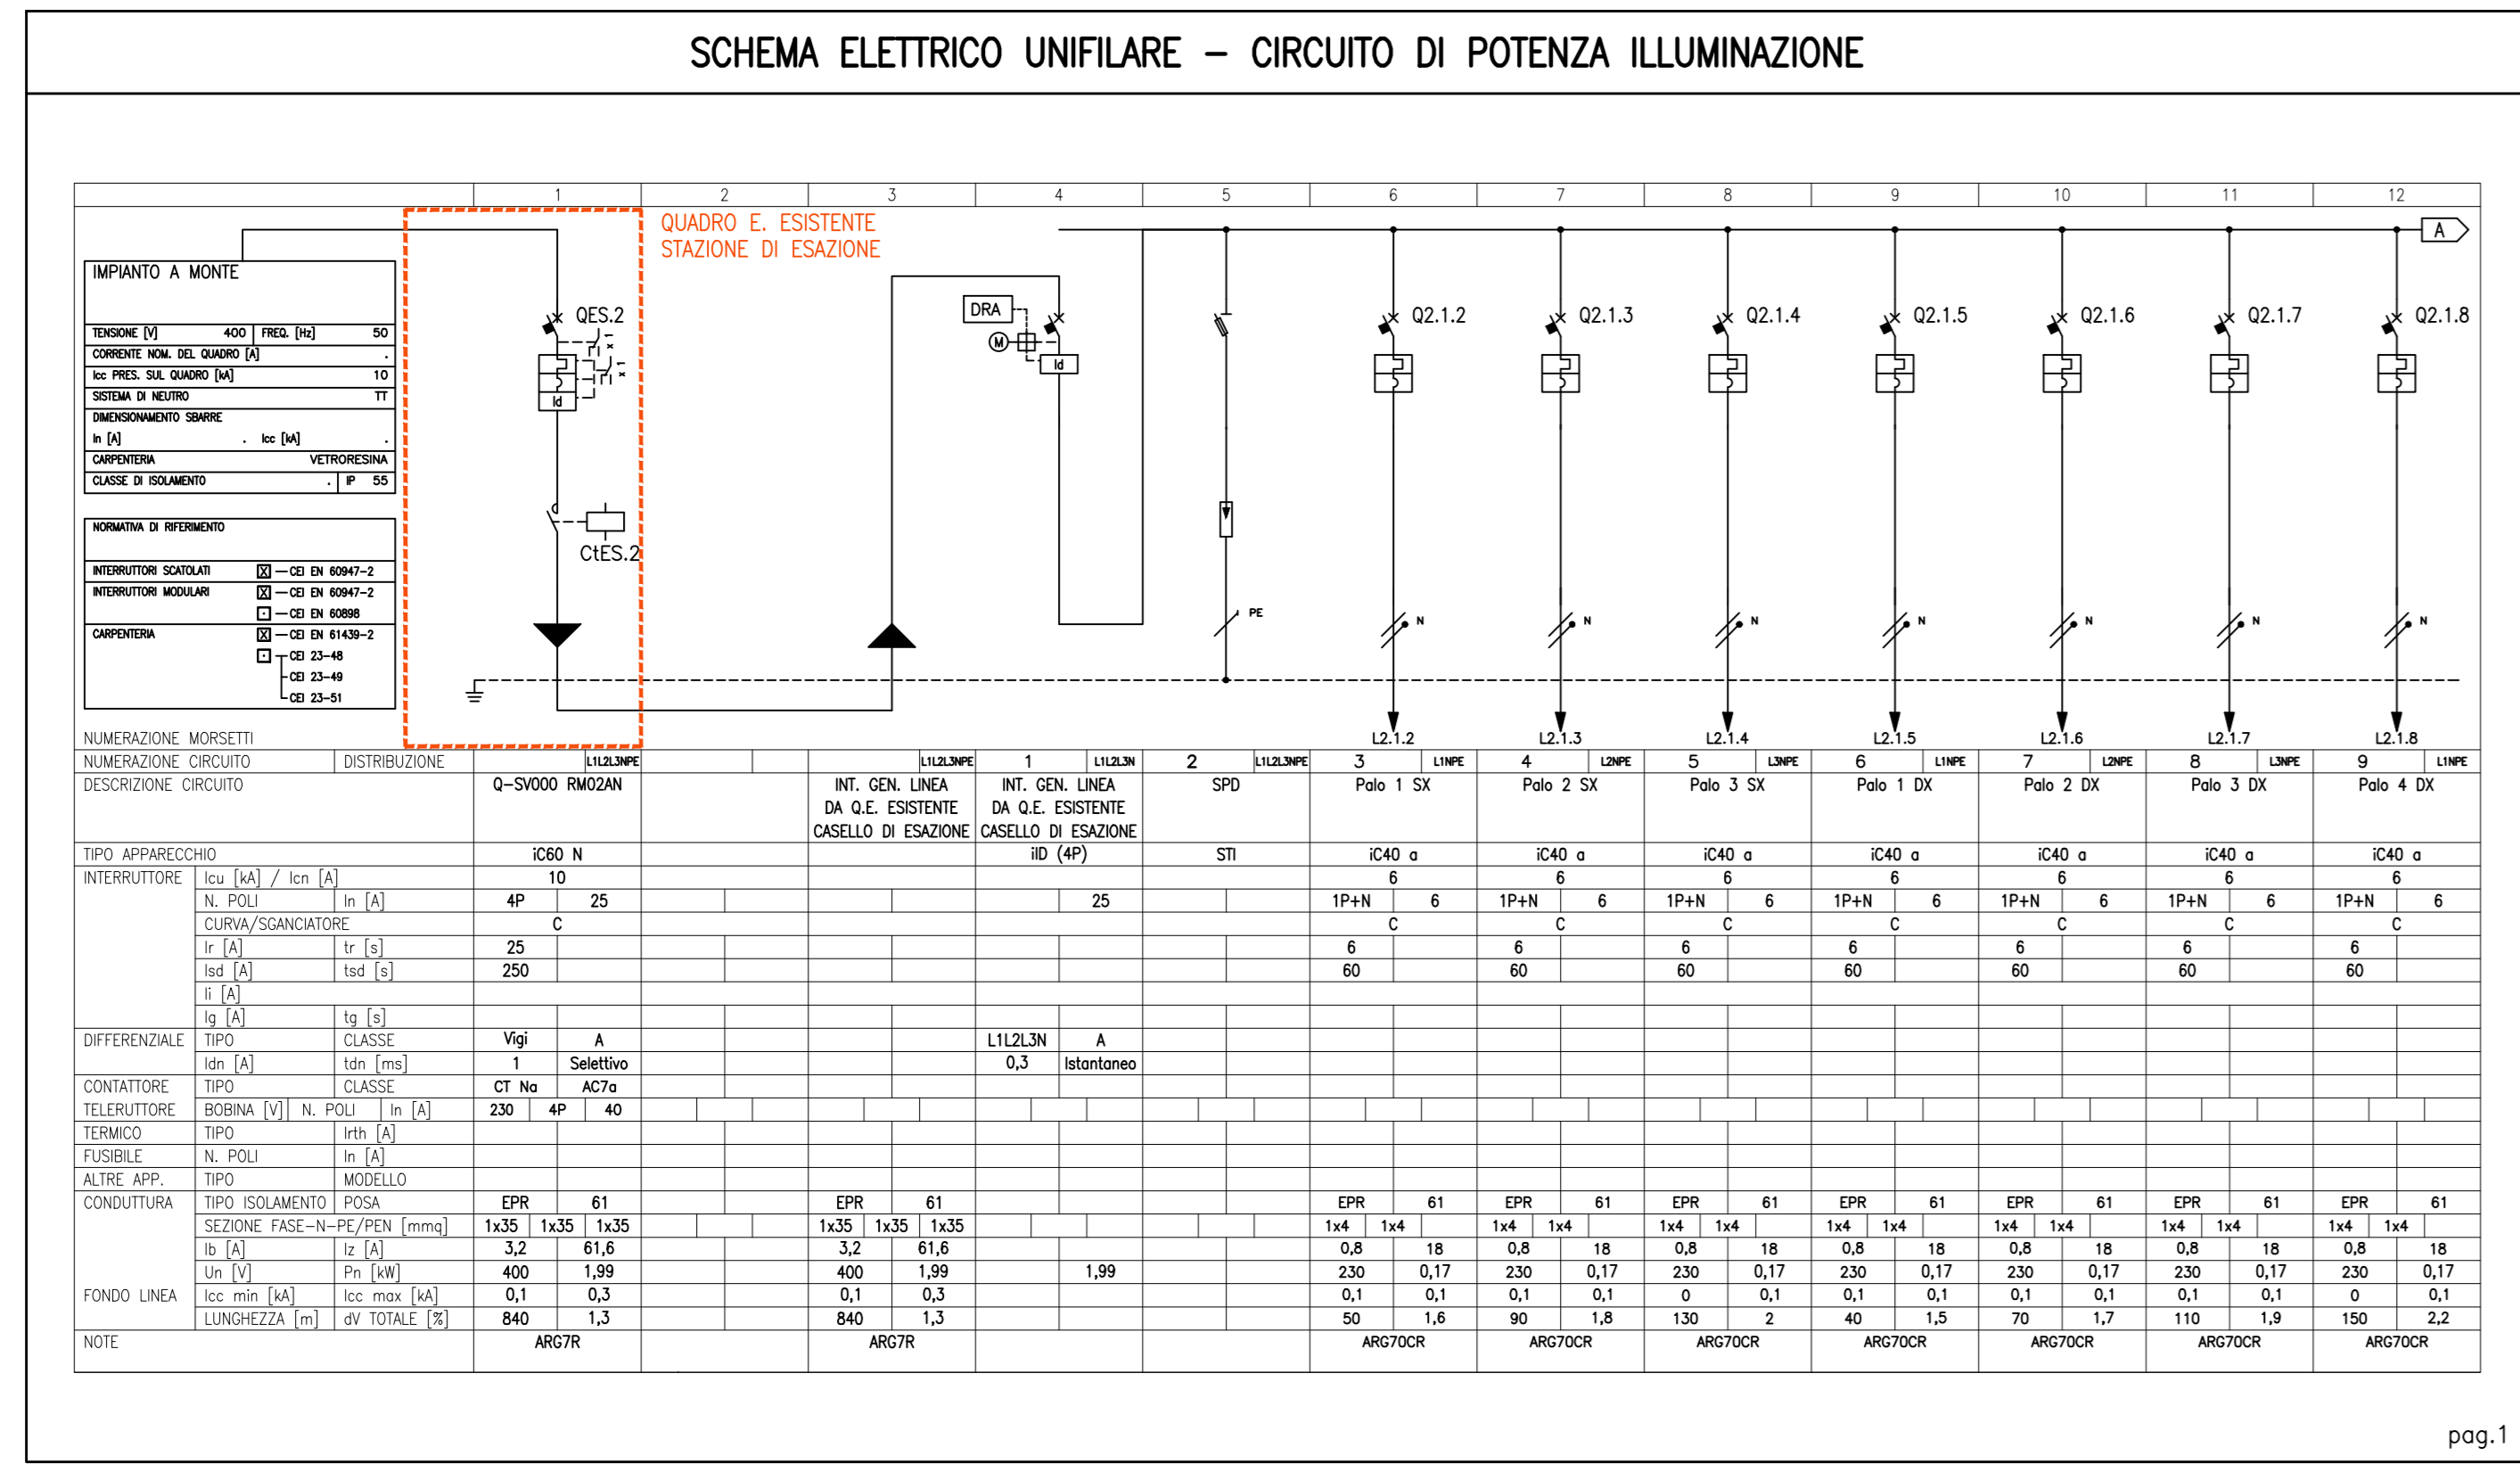 SCHEMA ELETTRICO UNIFILARE – CIRCUITO DI POTENZA ILLUMINAZIONE
1 2 3 4 5 6 7 8 9 10 11 12
QUADRO E. ESISTENTE
STAZIONE DI ESAZIONE
A
IMPIANTO A MONTE
TENSIONE [V] 400 FREQ. [Hz] 50
CORRENTE NOM. DEL QUADRO [A] .
Icc PRES. SUL QUADRO [kA] 10
SISTEMA DI NEUTRO TT
DIMENSIONAMENTO SBARRE
In [A] . Icc [kA] .
CARPENTERIA VETRORESINA
CLASSE DI ISOLAMENTO . IP 55
NORMATIVA DI RIFERIMENTO
INTERRUTTORI SCATOLATI X –CEI EN 60947-2
INTERRUTTORI MODULARI X –CEI EN 60947-2
–CEI EN 60898
CARPENTERIA X –CEI EN 61439-2
CEI 23-48
CEI 23-49
CEI 23-51
QES.2
x 1
x 1
Id
CtES.2
DRA
M
Id
PE
Q2.1.2 Q2.1.3 Q2.1.4 Q2.1.5 Q2.1.6 Q2.1.7 Q2.1.8
N N N N N N N
NUMERAZIONE MORSETTI L2.1.2 L2.1.3 L2.1.4 L2.1.5 L2.1.6 L2.1.7 L2.1.8
NUMERAZIONE CIRCUITO DISTRIBUZIONE L1L2L3NPE L1L2L3NPE 1 L1L2L3N 2 L1L2L3NPE 3 L1NPE 4 L2NPE 5 L3NPE 6 L1NPE 7 L2NPE 8 L3NPE 9 L1NPE
DESCRIZIONE CIRCUITO Q-SV000 RM02AN INT. GEN. LINEA INT. GEN. LINEA SPD Palo 1 SX Palo 2 SX Palo 3 SX Palo 1 DX Palo 2 DX Palo 3 DX Palo 4 DX
DA Q.E. ESISTENTE DA Q.E. ESISTENTE
CASELLO DI ESAZIONE CASELLO DI ESAZIONE
TIPO APPARECCHIO iC60 N iID (4P) STI iC40 a iC40 a iC40 a iC40 a iC40 a iC40 a iC40 a
INTERRUTTORE Icu [kA] / Icn [A] 10 6 6 6 6 6 6 6
N. POLI In [A] 4P 25 25 1P+N 6 1P+N 6 1P+N 6 1P+N 6 1P+N 6 1P+N 6 1P+N 6
CURVA/SGANCIATORE C C C C C C C C
Ir [A] tr [s] 25 6 6 6 6 6 6 6
Isd [A] tsd [s] 250 60 60 60 60 60 60 60
Ii [A]
Ig [A] tg [s]
DIFFERENZIALE TIPO CLASSE Vigi A L1L2L3N A
Idn [A] tdn [ms] 1 Selettivo 0,3 Istantaneo
CONTATTORE TIPO CLASSE CT Na AC7a
TELERUTTORE BOBINA [V] N. POLI In [A] 230 4P 40
TERMICO TIPO Irth [A]
FUSIBILE N. POLI In [A]
ALTRE APP. TIPO MODELLO
CONDUTTURA TIPO ISOLAMENTO POSA EPR 61 EPR 61 EPR 61 EPR 61 EPR 61 EPR 61 EPR 61 EPR 61 EPR 61
SEZIONE FASE-N-PE/PEN [mmq] 1x35 1x35 1x35 1x35 1x35 1x35 1x4 1x4 1x4 1x4 1x4 1x4 1x4 1x4 1x4 1x4 1x4 1x4 1x4 1x4
Ib [A] Iz [A] 3,2 61,6 3,2 61,6 0,8 18 0,8 18 0,8 18 0,8 18 0,8 18 0,8 18 0,8 18
Un [V] Pn [kW] 400 1,99 400 1,99 1,99 230 0,17 230 0,17 230 0,17 230 0,17 230 0,17 230 0,17 230 0,17
FONDO LINEA Icc min [kA] Icc max [kA] 0,1 0,3 0,1 0,3 0,1 0,1 0,1 0,1 0 0,1 0,1 0,1 0,1 0,1 0,1 0,1 0 0,1
LUNGHEZZA [m] dV TOTALE [%] 840 1,3 840 1,3 50 1,6 90 1,8 130 2 40 1,5 70 1,7 110 1,9 150 2,2
NOTE ARG7R ARG7R ARG7OCR ARG7OCR ARG7OCR ARG7OCR ARG7OCR ARG7OCR ARG7OCR
pag.1